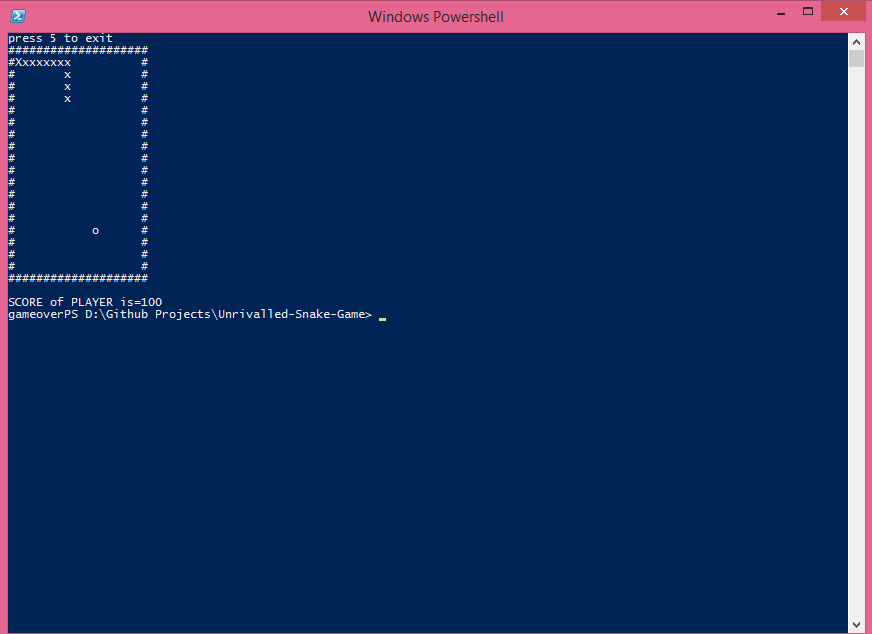 Windows Powershell
press 5 to exit
####################
#Xxxxxxxx          #
#       x          #
#       x          #
#       x          #
#                  #
#                  #
#                  #
#                  #
#                  #
#                  #
#                  #
#                  #
#                  #
#                  #
#           o      #
#                  #
#                  #
#                  #
####################
SCORE of PLAYER is=100
gameoverPS D:\Github Projects\Unrivalled-Snake-Game>